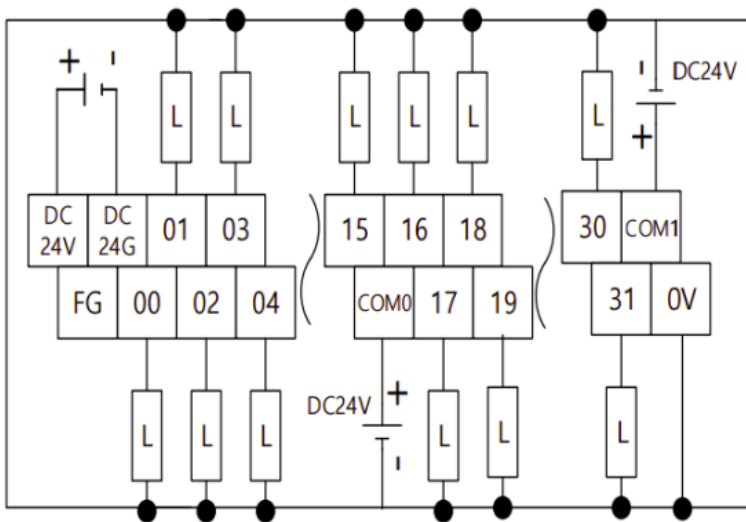 + - - DC24V
L L L L L L +
DC 24V DC 24G 01 03 15 16 18 30 COM1
FG 00 02 04 COM0 17 19 31 0V
DC24V +
L L L - L L L